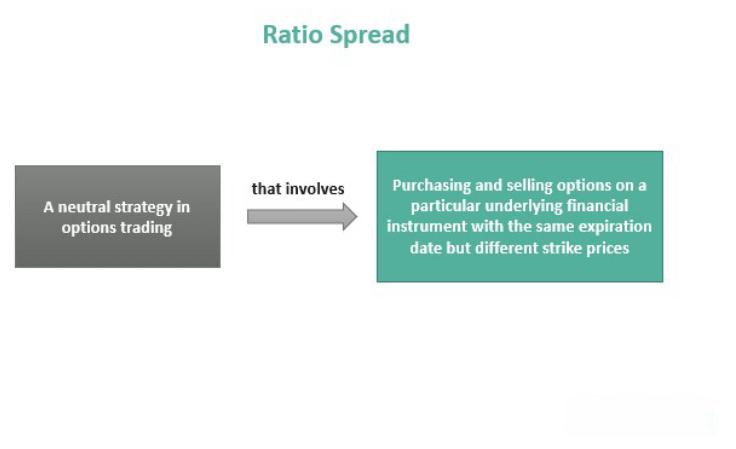 Ratio Spread
A neutral strategy in
options trading
that involves
Purchasing and selling options on a
particular underlying financial
instrument with the same expiration
date but different strike prices